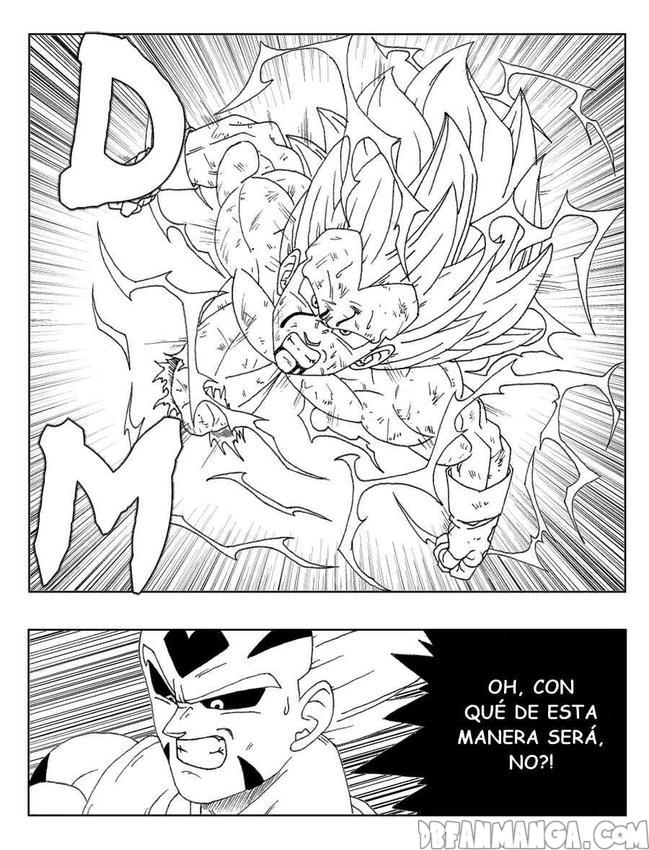 D
M
OH, CON
QUÉ DE ESTA
MANERA SERÁ,
NO?!
DBFANMANGA.COM